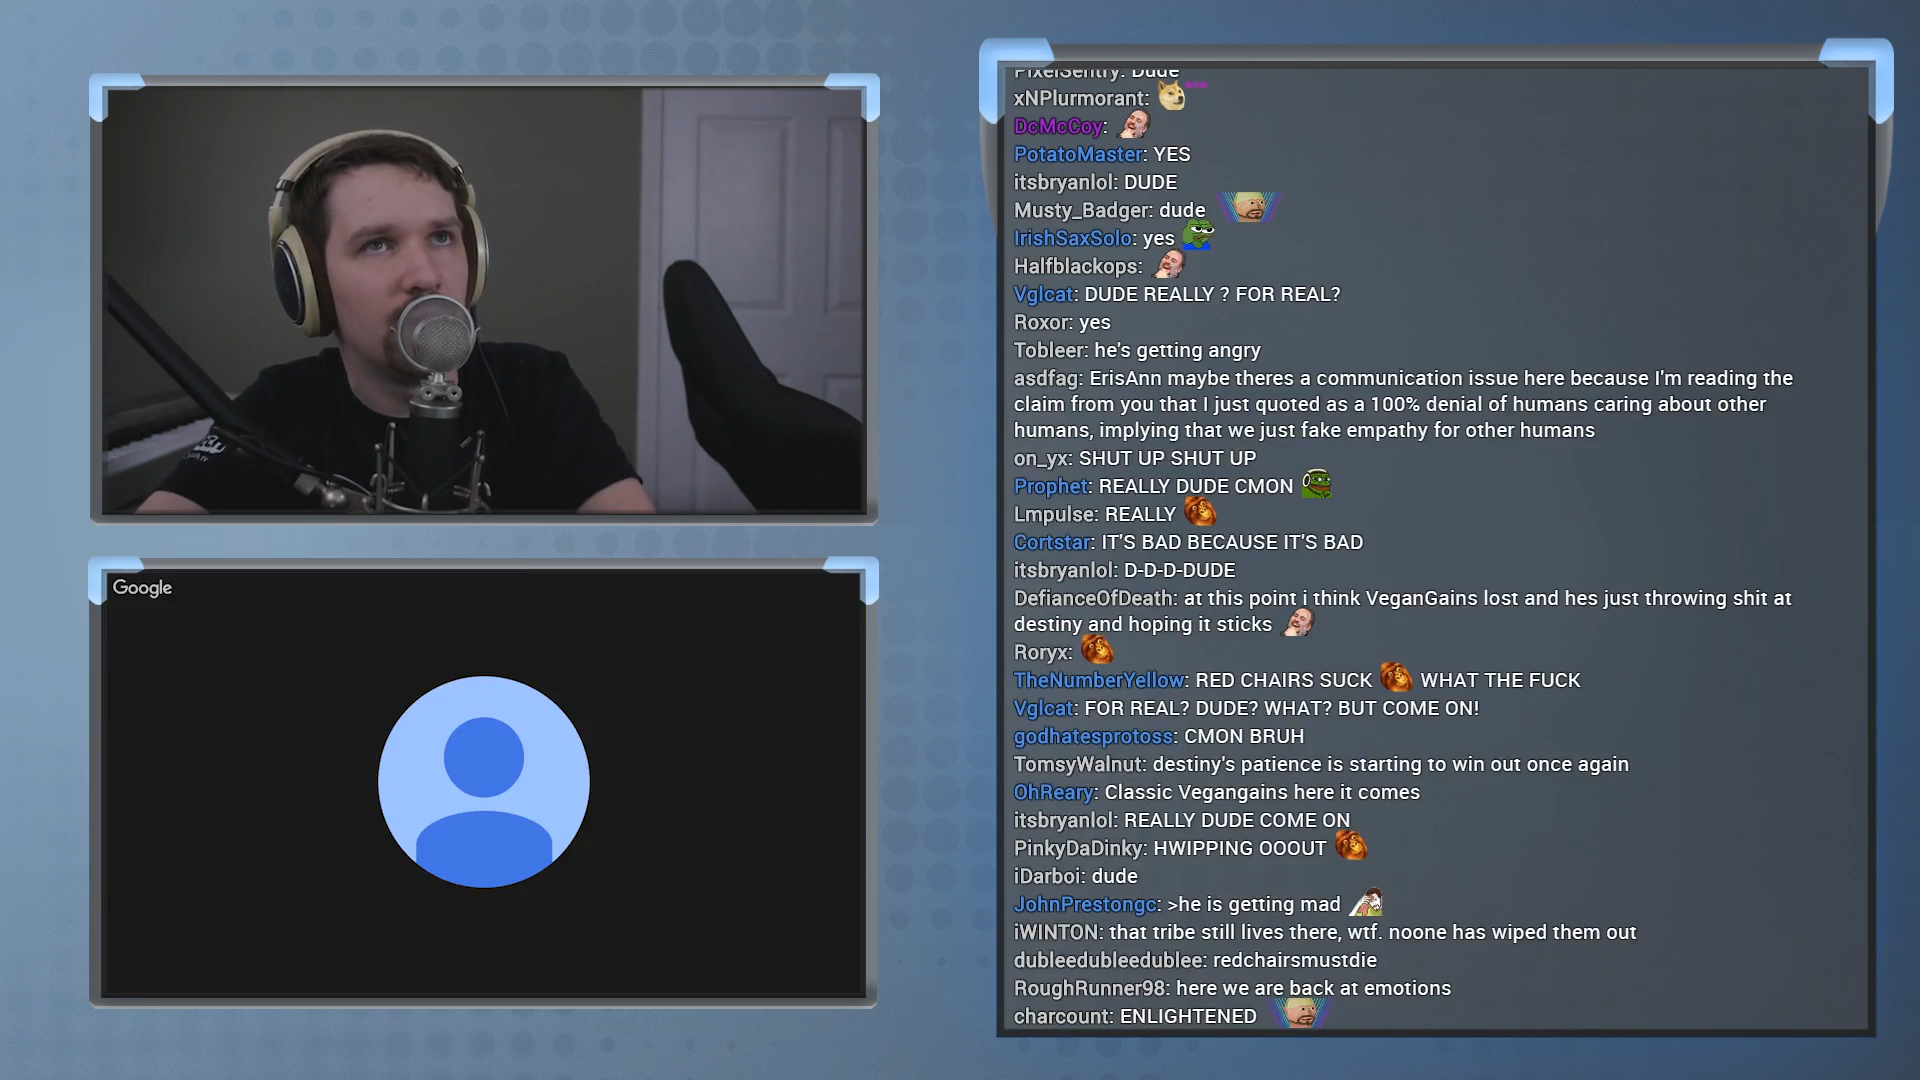 Google
PixelSentry: Dude
xNPlurmorant:
DcMcCoy:
PotatoMaster: YES
itsbryanlol: DUDE
Musty_Badger: dude
IrishSaxSolo: yes
Halfblackops:
Vglcat: DUDE REALLY ? FOR REAL?
Roxor: yes
Tobleer: he's getting angry
asdfag: ErisAnn maybe theres a communication issue here because I'm reading the
claim from you that I just quoted as a 100% denial of humans caring about other
humans, implying that we just fake empathy for other humans
on_yx: SHUT UP SHUT UP
Prophet: REALLY DUDE CMON
Lmpulse: REALLY
Cortstar: IT'S BAD BECAUSE IT'S BAD
itsbryanlol: D-D-D-DUDE
DefianceOfDeath: at this point i think VeganGains lost and hes just throwing shit at
destiny and hoping it sticks
Roryx:
TheNumberYellow: RED CHAIRS SUCK WHAT THE FUCK
Vglcat: FOR REAL? DUDE? WHAT? BUT COME ON!
godhatesprotoss: CMON BRUH
TomsyWalnut: destiny's patience is starting to win out once again
OhReary: Classic Vegangains here it comes
itsbryanlol: REALLY DUDE COME ON
PinkyDaDinky: HWIPPING OOOUT
iDarboi: dude
JohnPrestongc: >he is getting mad
iWINTON: that tribe still lives there, wtf. noone has wiped them out
dubleedubleedublee: redchairsmustdie
RoughRunner98: here we are back at emotions
charcount: ENLIGHTENED